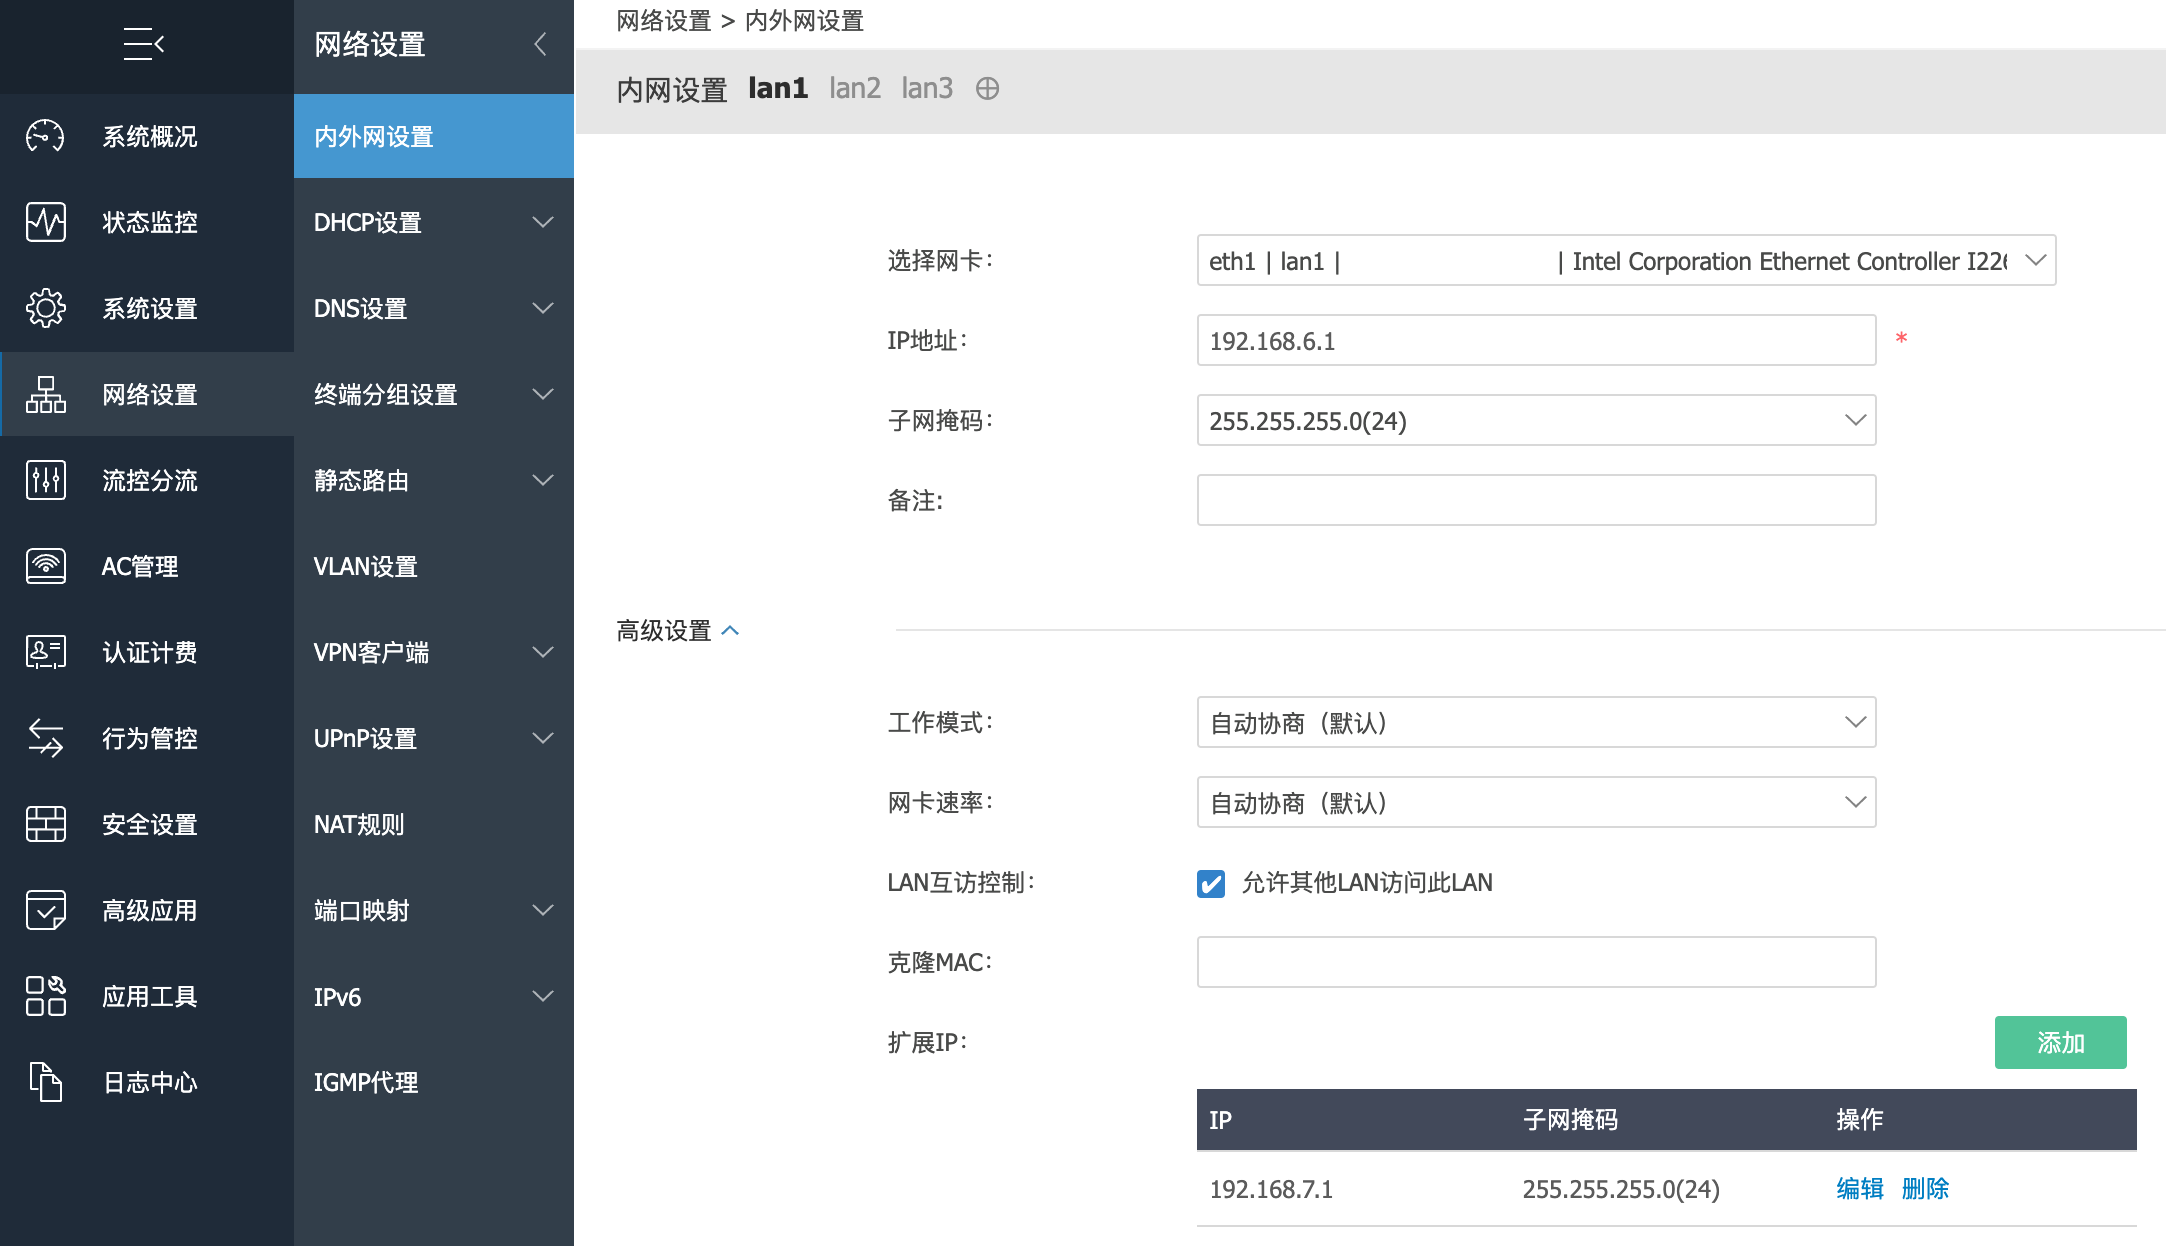 网络设置
网络设置 > 内外网设置
内网设置 lan1 lan2 lan3
系统概况
状态监控
系统设置
网络设置
流控分流
AC管理
认证计费
行为管控
安全设置
高级应用
应用工具
日志中心
内外网设置
DHCP设置
DNS设置
终端分组设置
静态路由
VLAN设置
VPN客户端
UPnP设置
NAT规则
端口映射
IPv6
IGMP代理
选择网卡: eth1 | lan1 | | Intel Corporation Ethernet Controller I226
IP地址: 192.168.6.1 *
子网掩码: 255.255.255.0(24)
备注:
高级设置
工作模式: 自动协商（默认）
网卡速率: 自动协商（默认）
LAN互访控制: 允许其他LAN访问此LAN
克隆MAC:
扩展IP: 添加
IP 子网掩码 操作
192.168.7.1 255.255.255.0(24) 编辑 删除